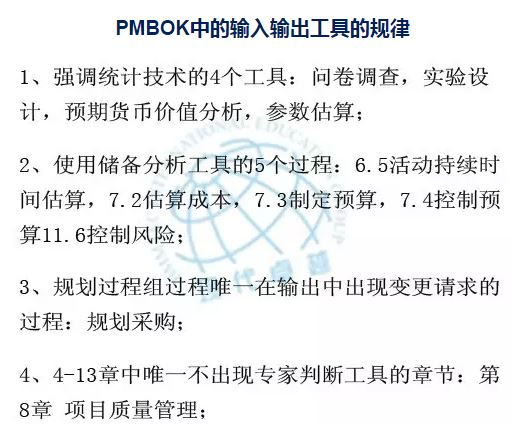 PMBOK中的输入输出工具的规律
1、强调统计技术的4个工具：问卷调查，实验设
计，预期货币价值分析，参数估算；
2、使用储备分析工具的5个过程：6.5活动持续时
间估算，7.2估算成本，7.3制定预算，7.4控制预
算11.6控制风险；
3、规划过程组过程唯一在输出中出现变更请求的
过程：规划采购；
4、4-13章中唯一不出现专家判断工具的章节：第
8章 项目质量管理；